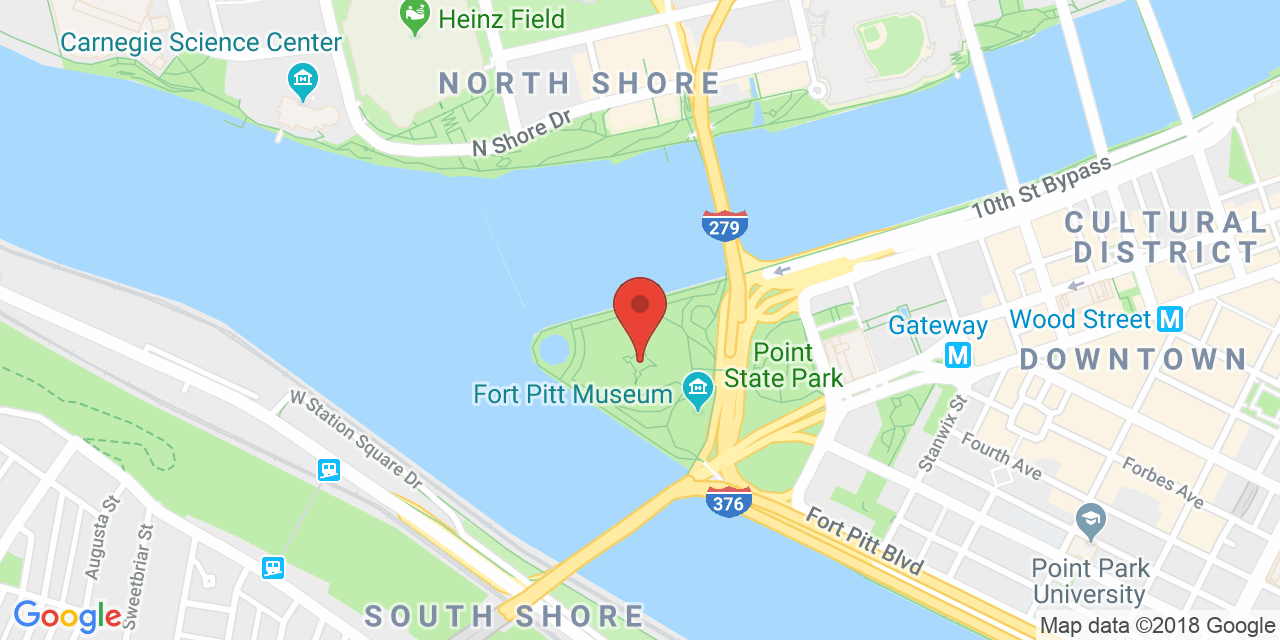 Heinz Field
Carnegie Science Center
NORTH SHORE
N Shore Dr
279
10th St Bypass
CULTURAL
DISTRICT
Gateway
M
Wood Street M
DOWNTOWN
Point
State Park
Fort Pitt Museum
W Station Square Dr
Stanwix St
Fourth Ave
Forbes Ave
376
Fort Pitt Blvd
Augusta St
Sweetbriar St
Point Park
University
SOUTH SHORE
Google
Map data ©2018 Google